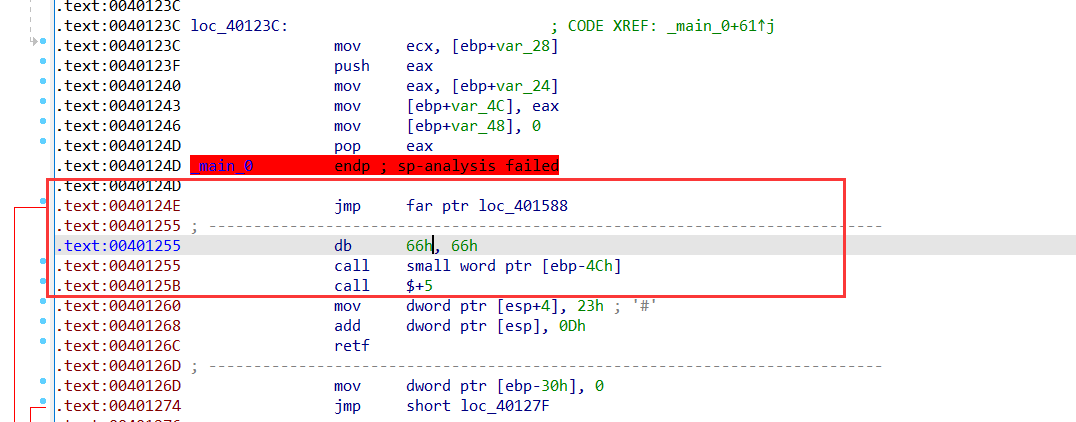 .text:0040123C
.text:0040123C loc_40123C: ; CODE XREF: _main_0+61↑j
.text:0040123C mov ecx, [ebp+var_28]
.text:0040123F push eax
.text:00401240 mov eax, [ebp+var_24]
.text:00401243 mov [ebp+var_4C], eax
.text:00401246 mov [ebp+var_48], 0
.text:0040124D pop eax
.text:0040124D _main_0 endp ; sp-analysis failed
.text:0040124D
.text:0040124E jmp far ptr loc_401588
.text:00401255 ; ---------------------------------------------------------------------------
.text:00401255 db 66h, 66h
.text:00401255 call small word ptr [ebp-4Ch]
.text:0040125B call $+5
.text:00401260 mov dword ptr [esp+4], 23h ; '#'
.text:00401268 add dword ptr [esp], 0Dh
.text:0040126C retf
.text:0040126D ; ---------------------------------------------------------------------------
.text:0040126D mov dword ptr [ebp-30h], 0
.text:00401274 jmp short loc_40127F